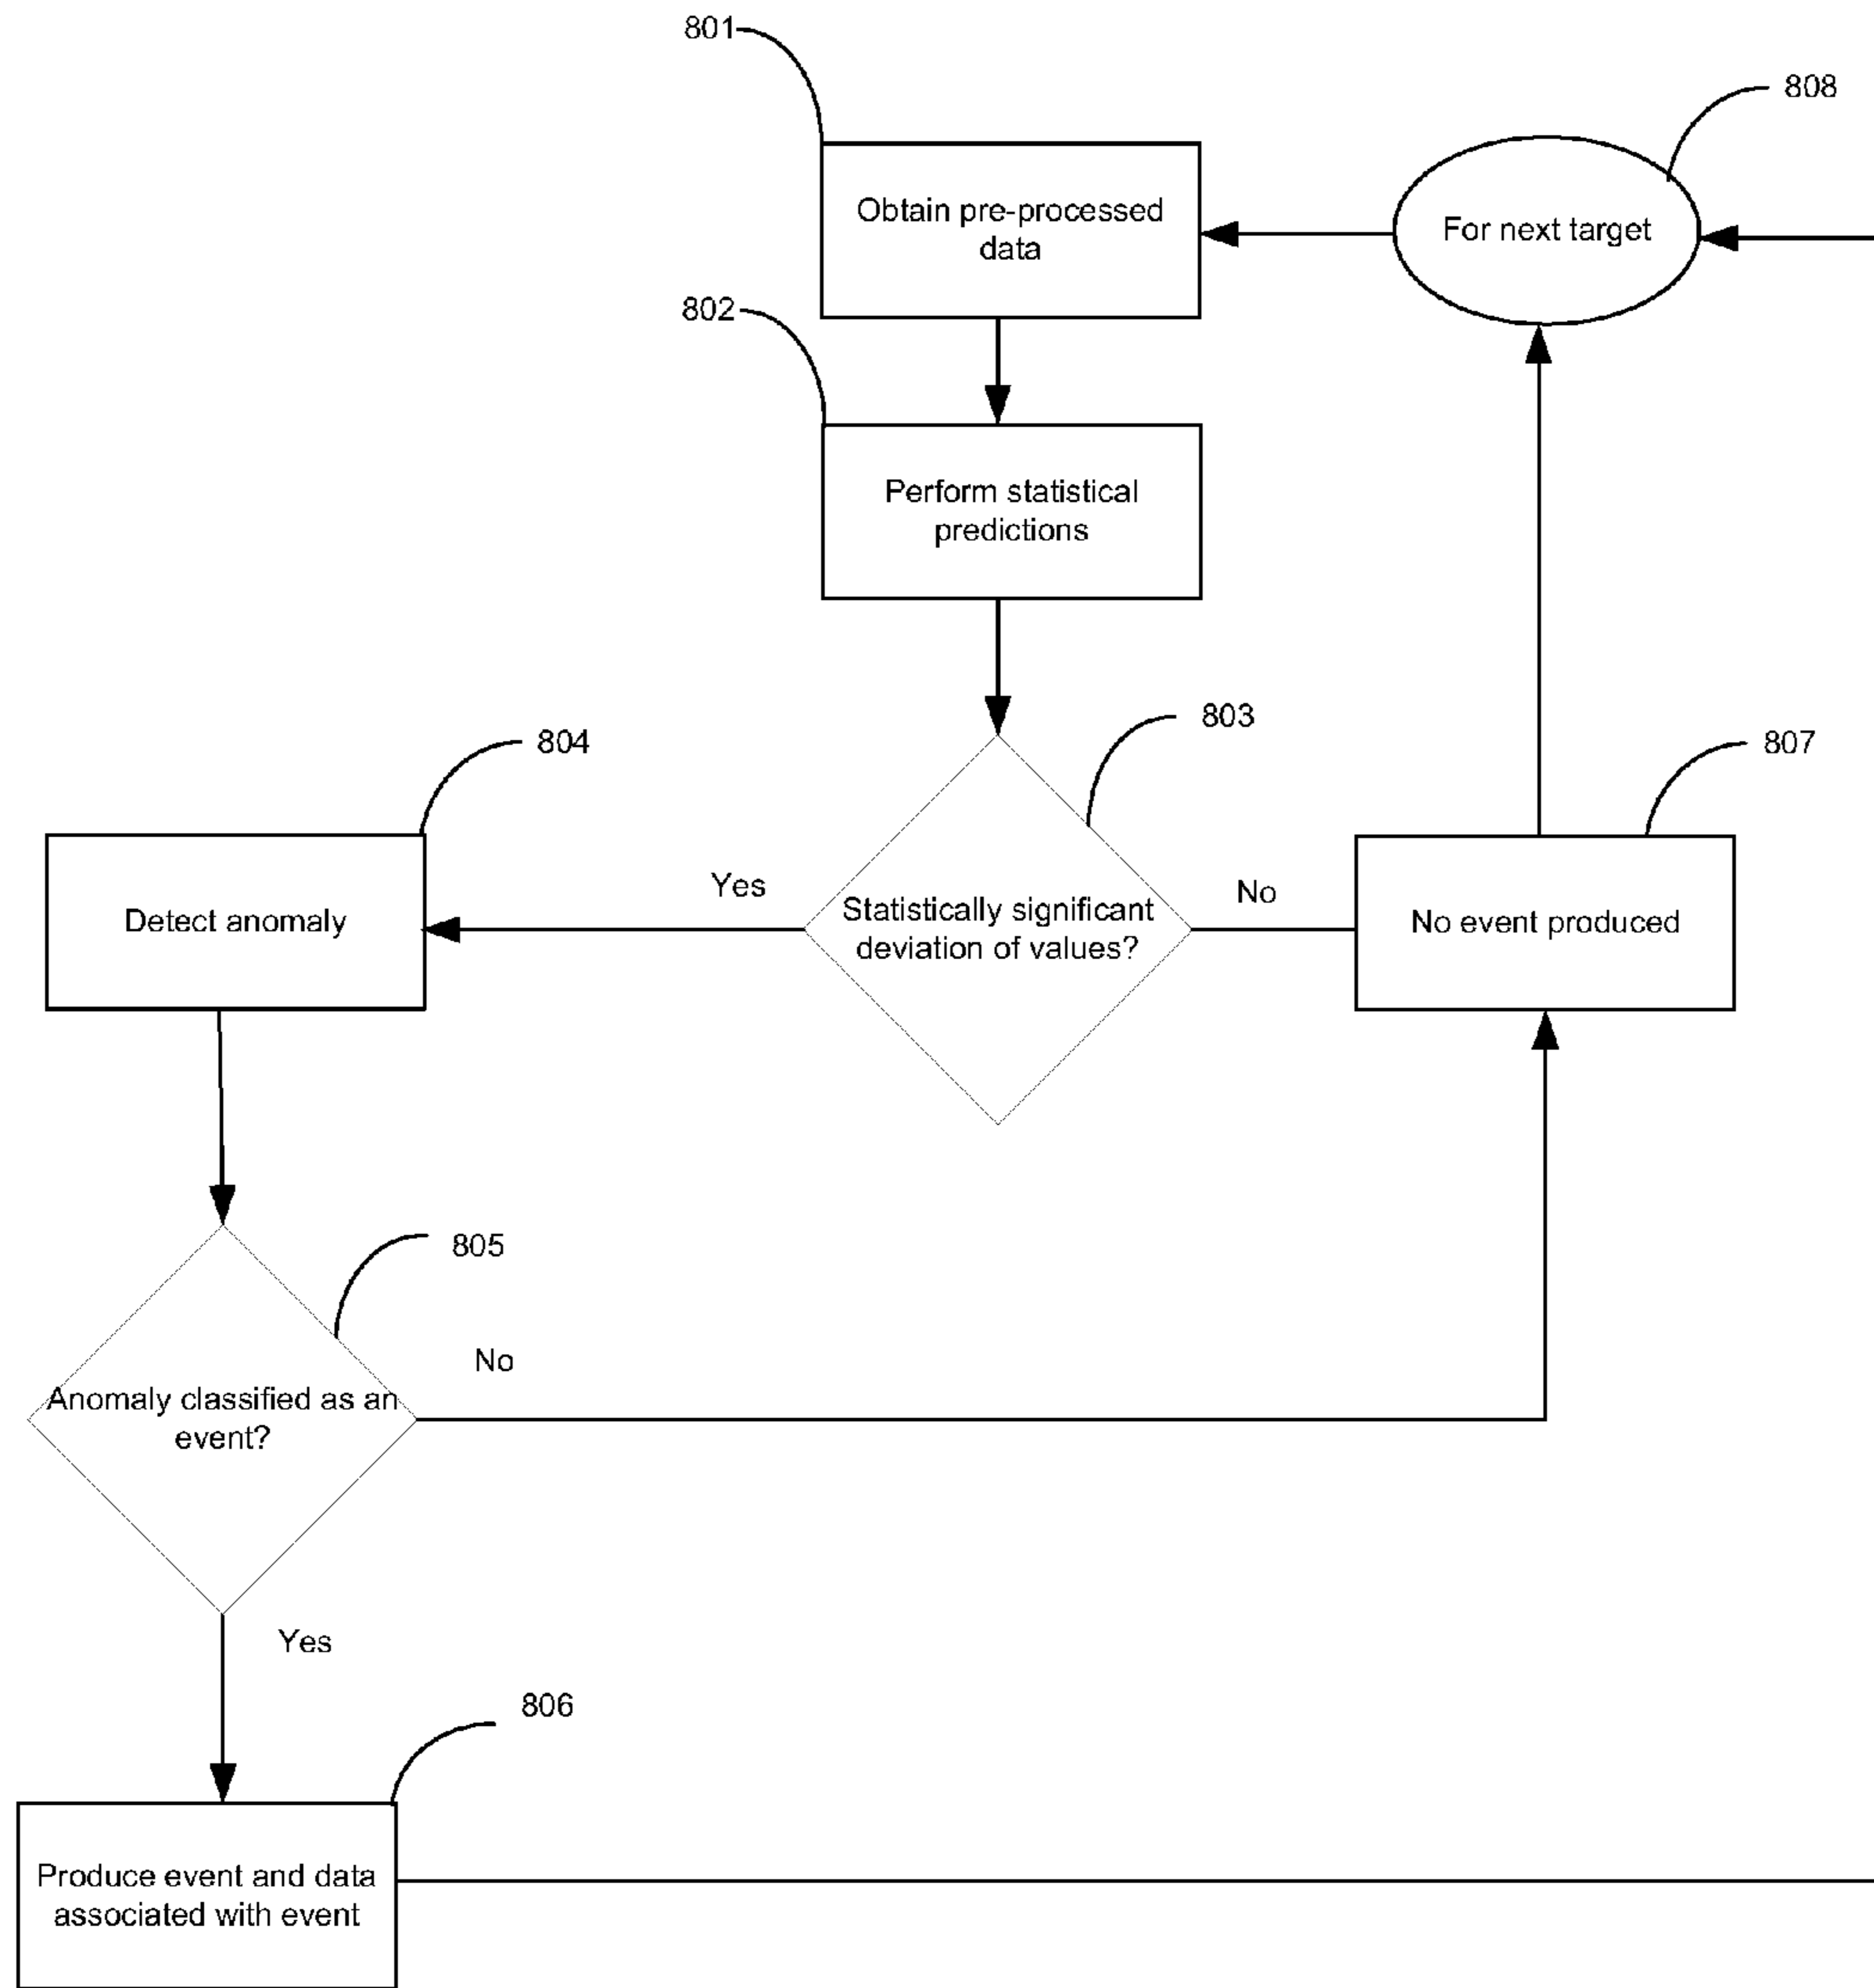 801
808
Obtain pre-processed
data
For next target
802
Perform statistical
predictions
803
804
807
Yes
No
Detect anomaly
Statistically significant
deviation of values?
No event produced
805
No
Anomaly classified as an
event?
Yes
806
Produce event and data
associated with event